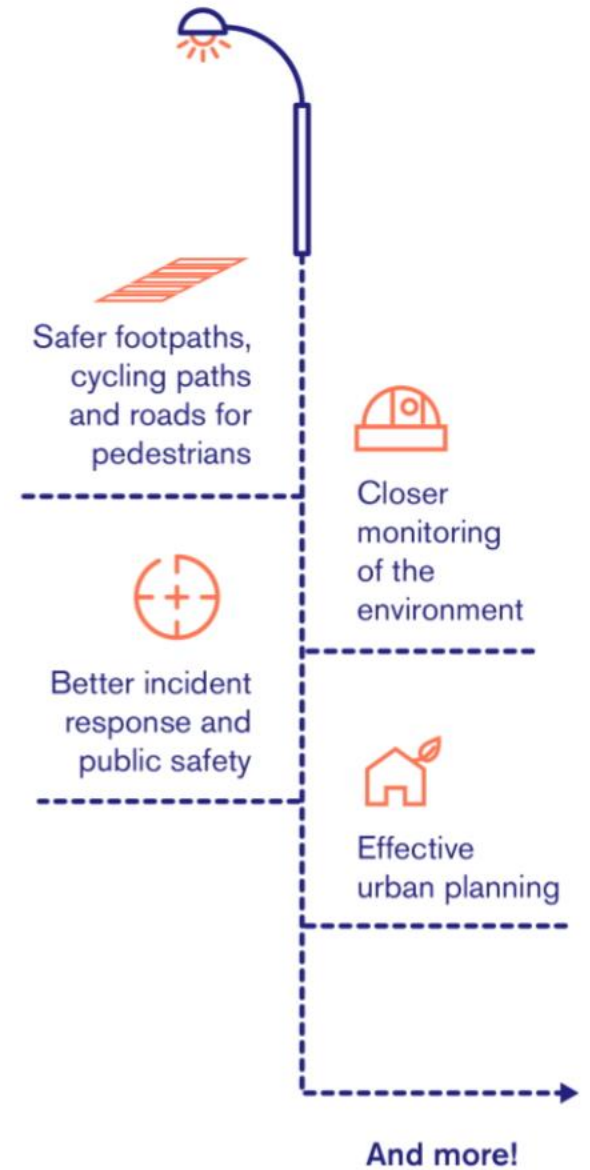 Safer footpaths,
cycling paths
and roads for
pedestrians
Closer
monitoring
of the
environment
Better incident
response and
public safety
Effective
urban planning
And more!